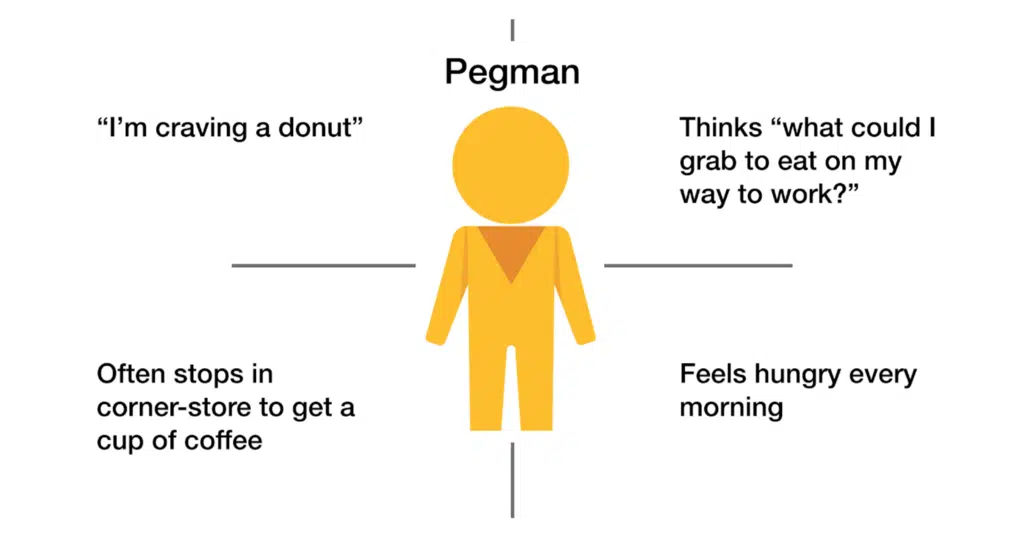 Pegman
“I’m craving a donut”
Thinks “what could I
grab to eat on my
way to work?”
Often stops in
corner-store to get a
cup of coffee
Feels hungry every
morning